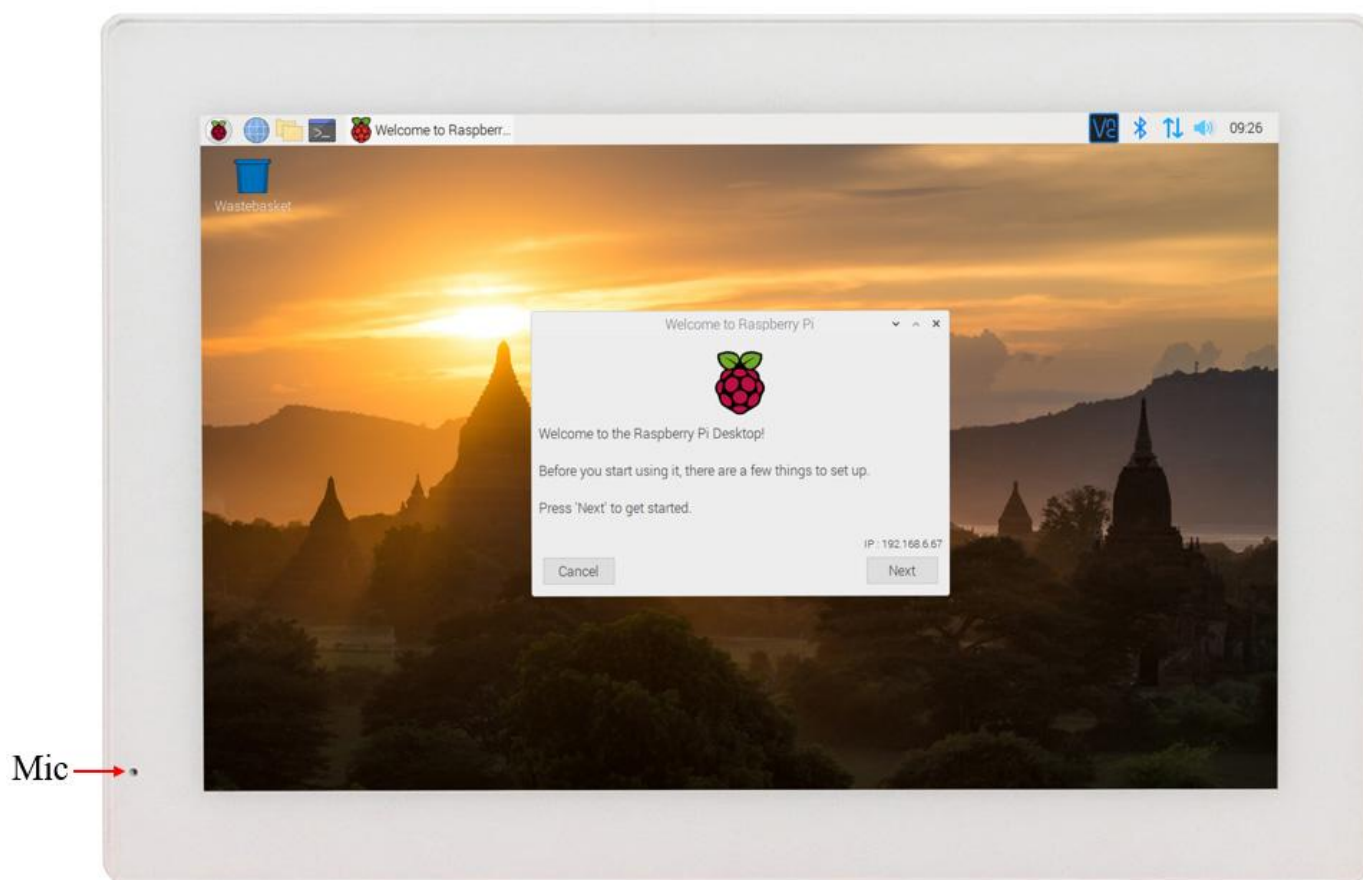 Welcome to Raspberr...
09:26
Wastebasket
Welcome to Raspberry Pi
Welcome to the Raspberry Pi Desktop!
Before you start using it, there are a few things to set up.
Press 'Next' to get started.
IP : 192.168.6.67
Cancel
Next
Mic